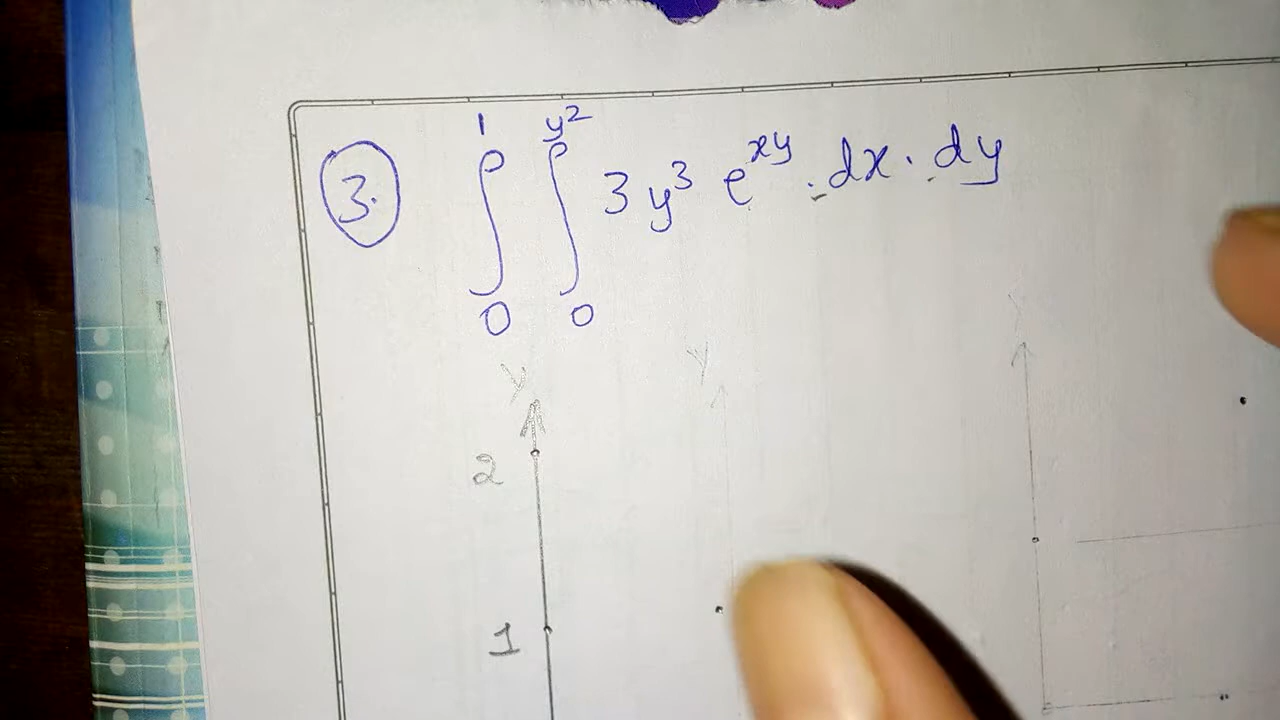 3. ∫₀¹ ∫₀^{y²} 3y³ e^{xy} . dx . dy
y y
2
1